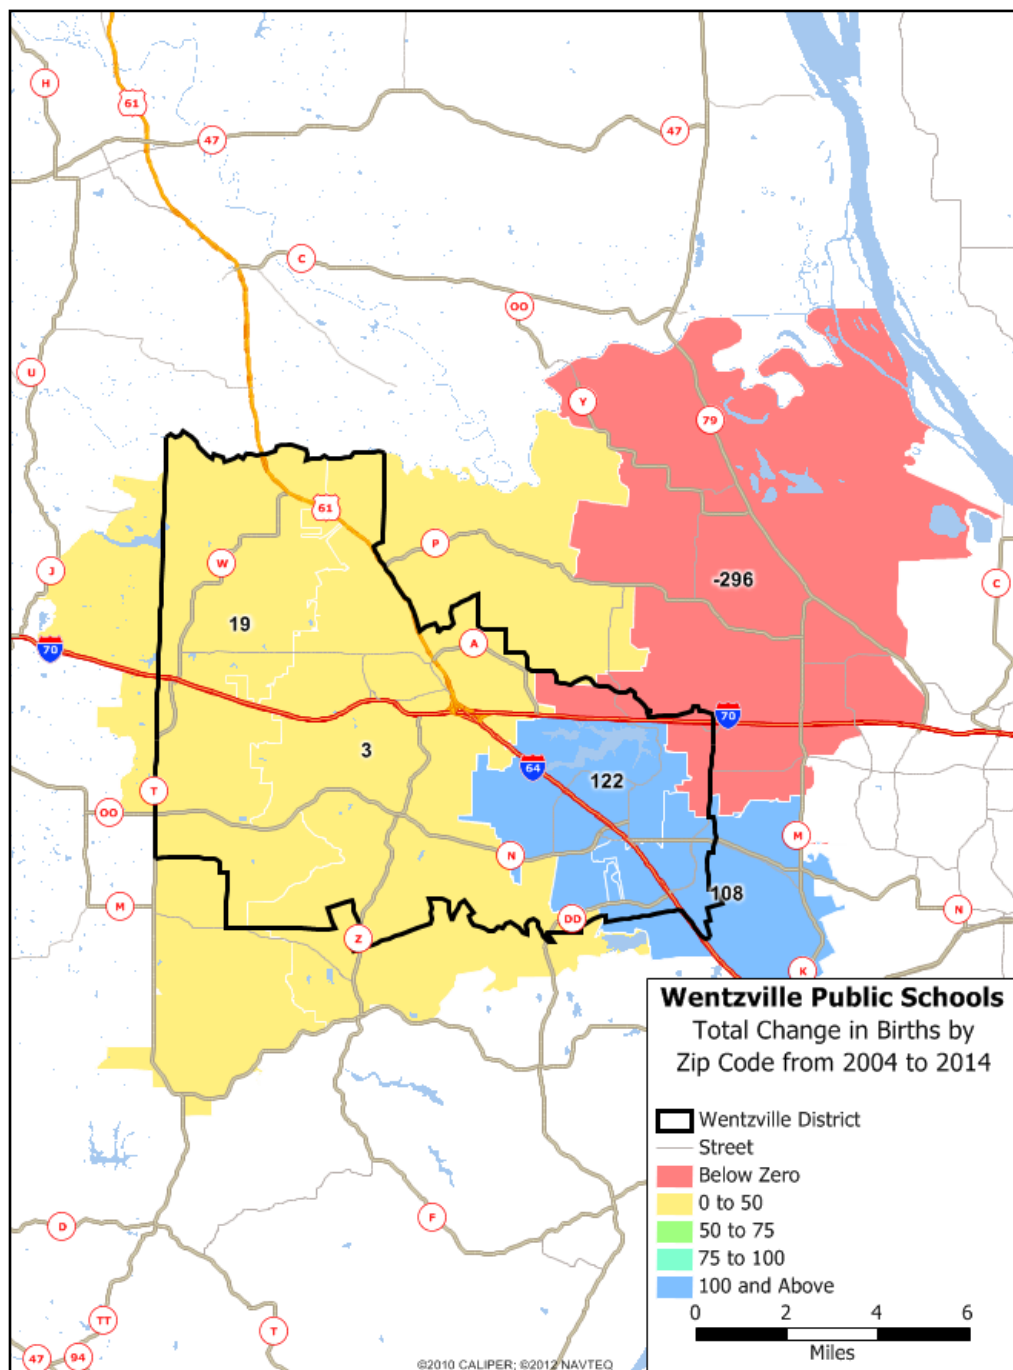 H
61
47
47
C
OO
U
Y
79
61
P
W
J
C
-296
19
A
70
70
3
64
122
T
OO
M
N
108
M
N
DD
Z
K
Wentzville Public Schools
Total Change in Births by
Zip Code from 2004 to 2014
Wentzville District
Street
Below Zero
0 to 50
50 to 75
75 to 100
100 and Above
0 2 4 6
Miles
D
F
TT
T
47
94
©2010 CALIPER; ©2012 NAVTEQ